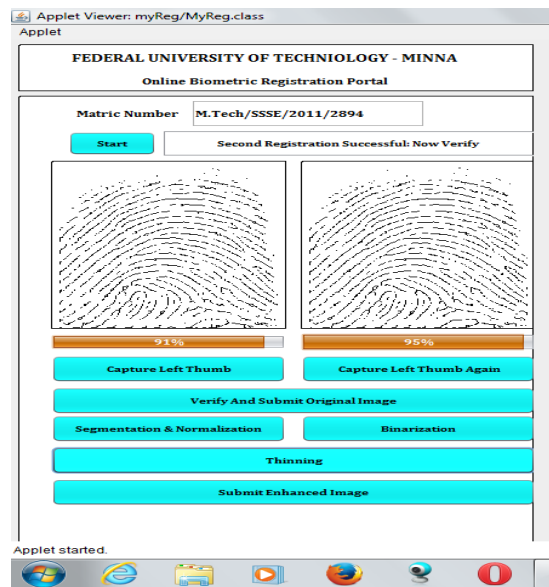 Applet Viewer: myReg/MyReg.class
Applet
FEDERAL UNIVERSITY OF TECHNIOLOGY - MINNA
Online Biometric Registration Portal
Matric Number M.Tech/SSSE/2011/2894
Start Second Registration Successful: Now Verify
91% 95%
Capture Left Thumb Capture Left Thumb Again
Verify And Submit Original Image
Segmentation & Normalization Binarization
Thinning
Submit Enhanced Image
Applet started.